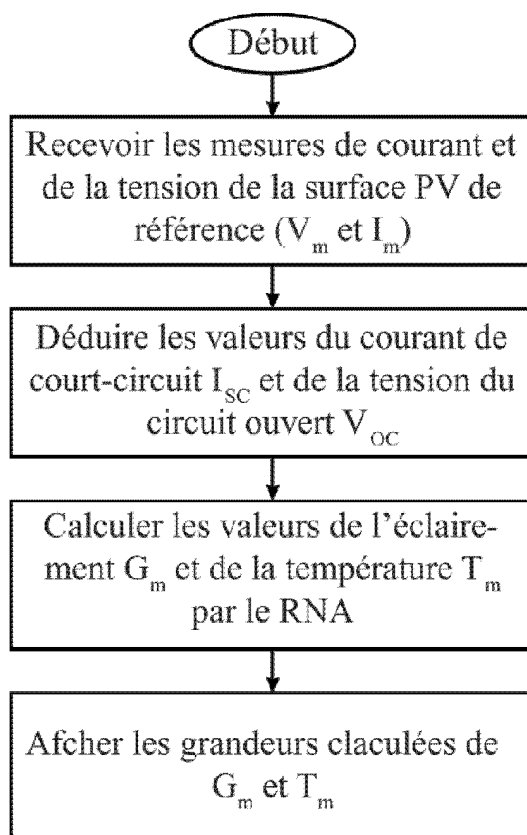 Début
Recevoir les mesures de courant et
de la tension de la surface PV de
référence (Vm et Im)
Déduire les valeurs du courant de
court-circuit ISC et de la tension du
circuit ouvert VOC
Calculer les valeurs de l’éclaire-
ment Gm et de la température Tm
par le RNA
Afcher les grandeurs claculées de
Gm et Tm